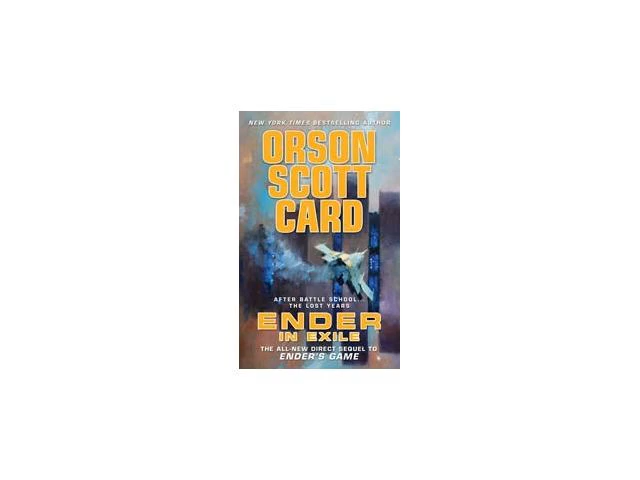 NEW YORK TIMES BESTSELLING AUTHOR
ORSON
SCOTT
CARD
AFTER BATTLE SCHOOL...
THE LOST YEARS
ENDER
IN EXILE
THE ALL-NEW DIRECT SEQUEL TO
ENDER'S GAME